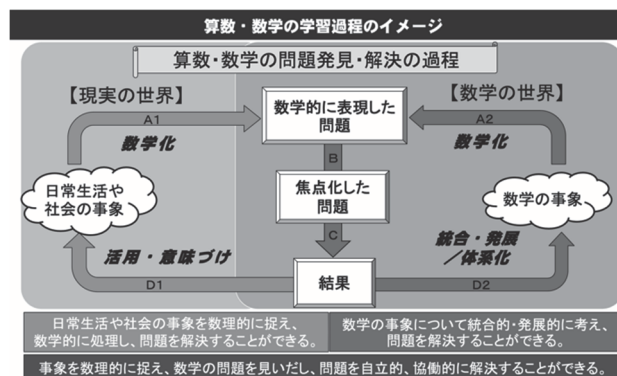 算数・数学の学習過程のイメージ
算数・数学の問題発見・解決の過程
【現実の世界】
【数学の世界】
数学的に表現した
問題
A1
数学化
A2
数学化
B
日常生活や
社会の事象
焦点化した
問題
数学の事象
C
活用・意味づけ
統合・発展
／体系化
D1
結果
D2
日常生活や社会の事象を数理的に捉え、
数学的に処理し、問題を解決することができる。
数学の事象について統合的・発展的に考え、
問題を解決することができる。
事象を数理的に捉え、数学の問題を見いだし、問題を自立的、協働的に解決することができる。